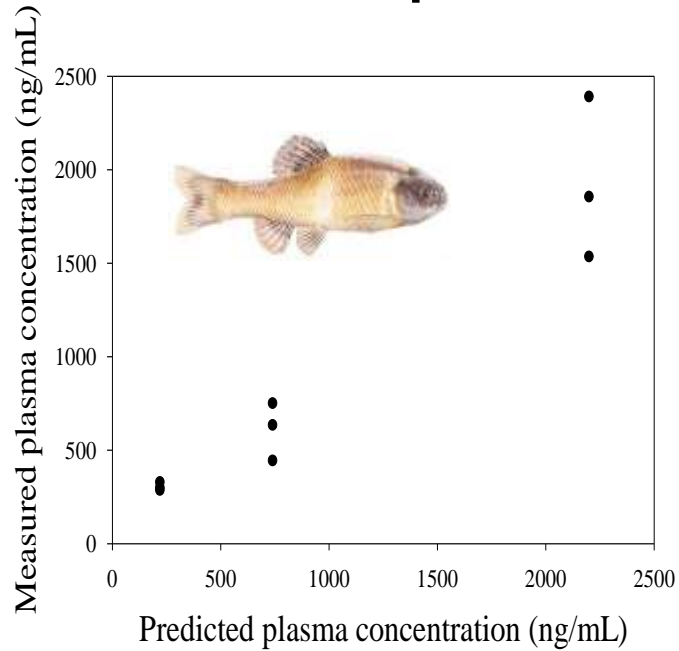 Measured plasma concentration (ng/mL)
2500
2000
1500
1000
500
0
0 500 1000 1500 2000 2500
Predicted plasma concentration (ng/mL)